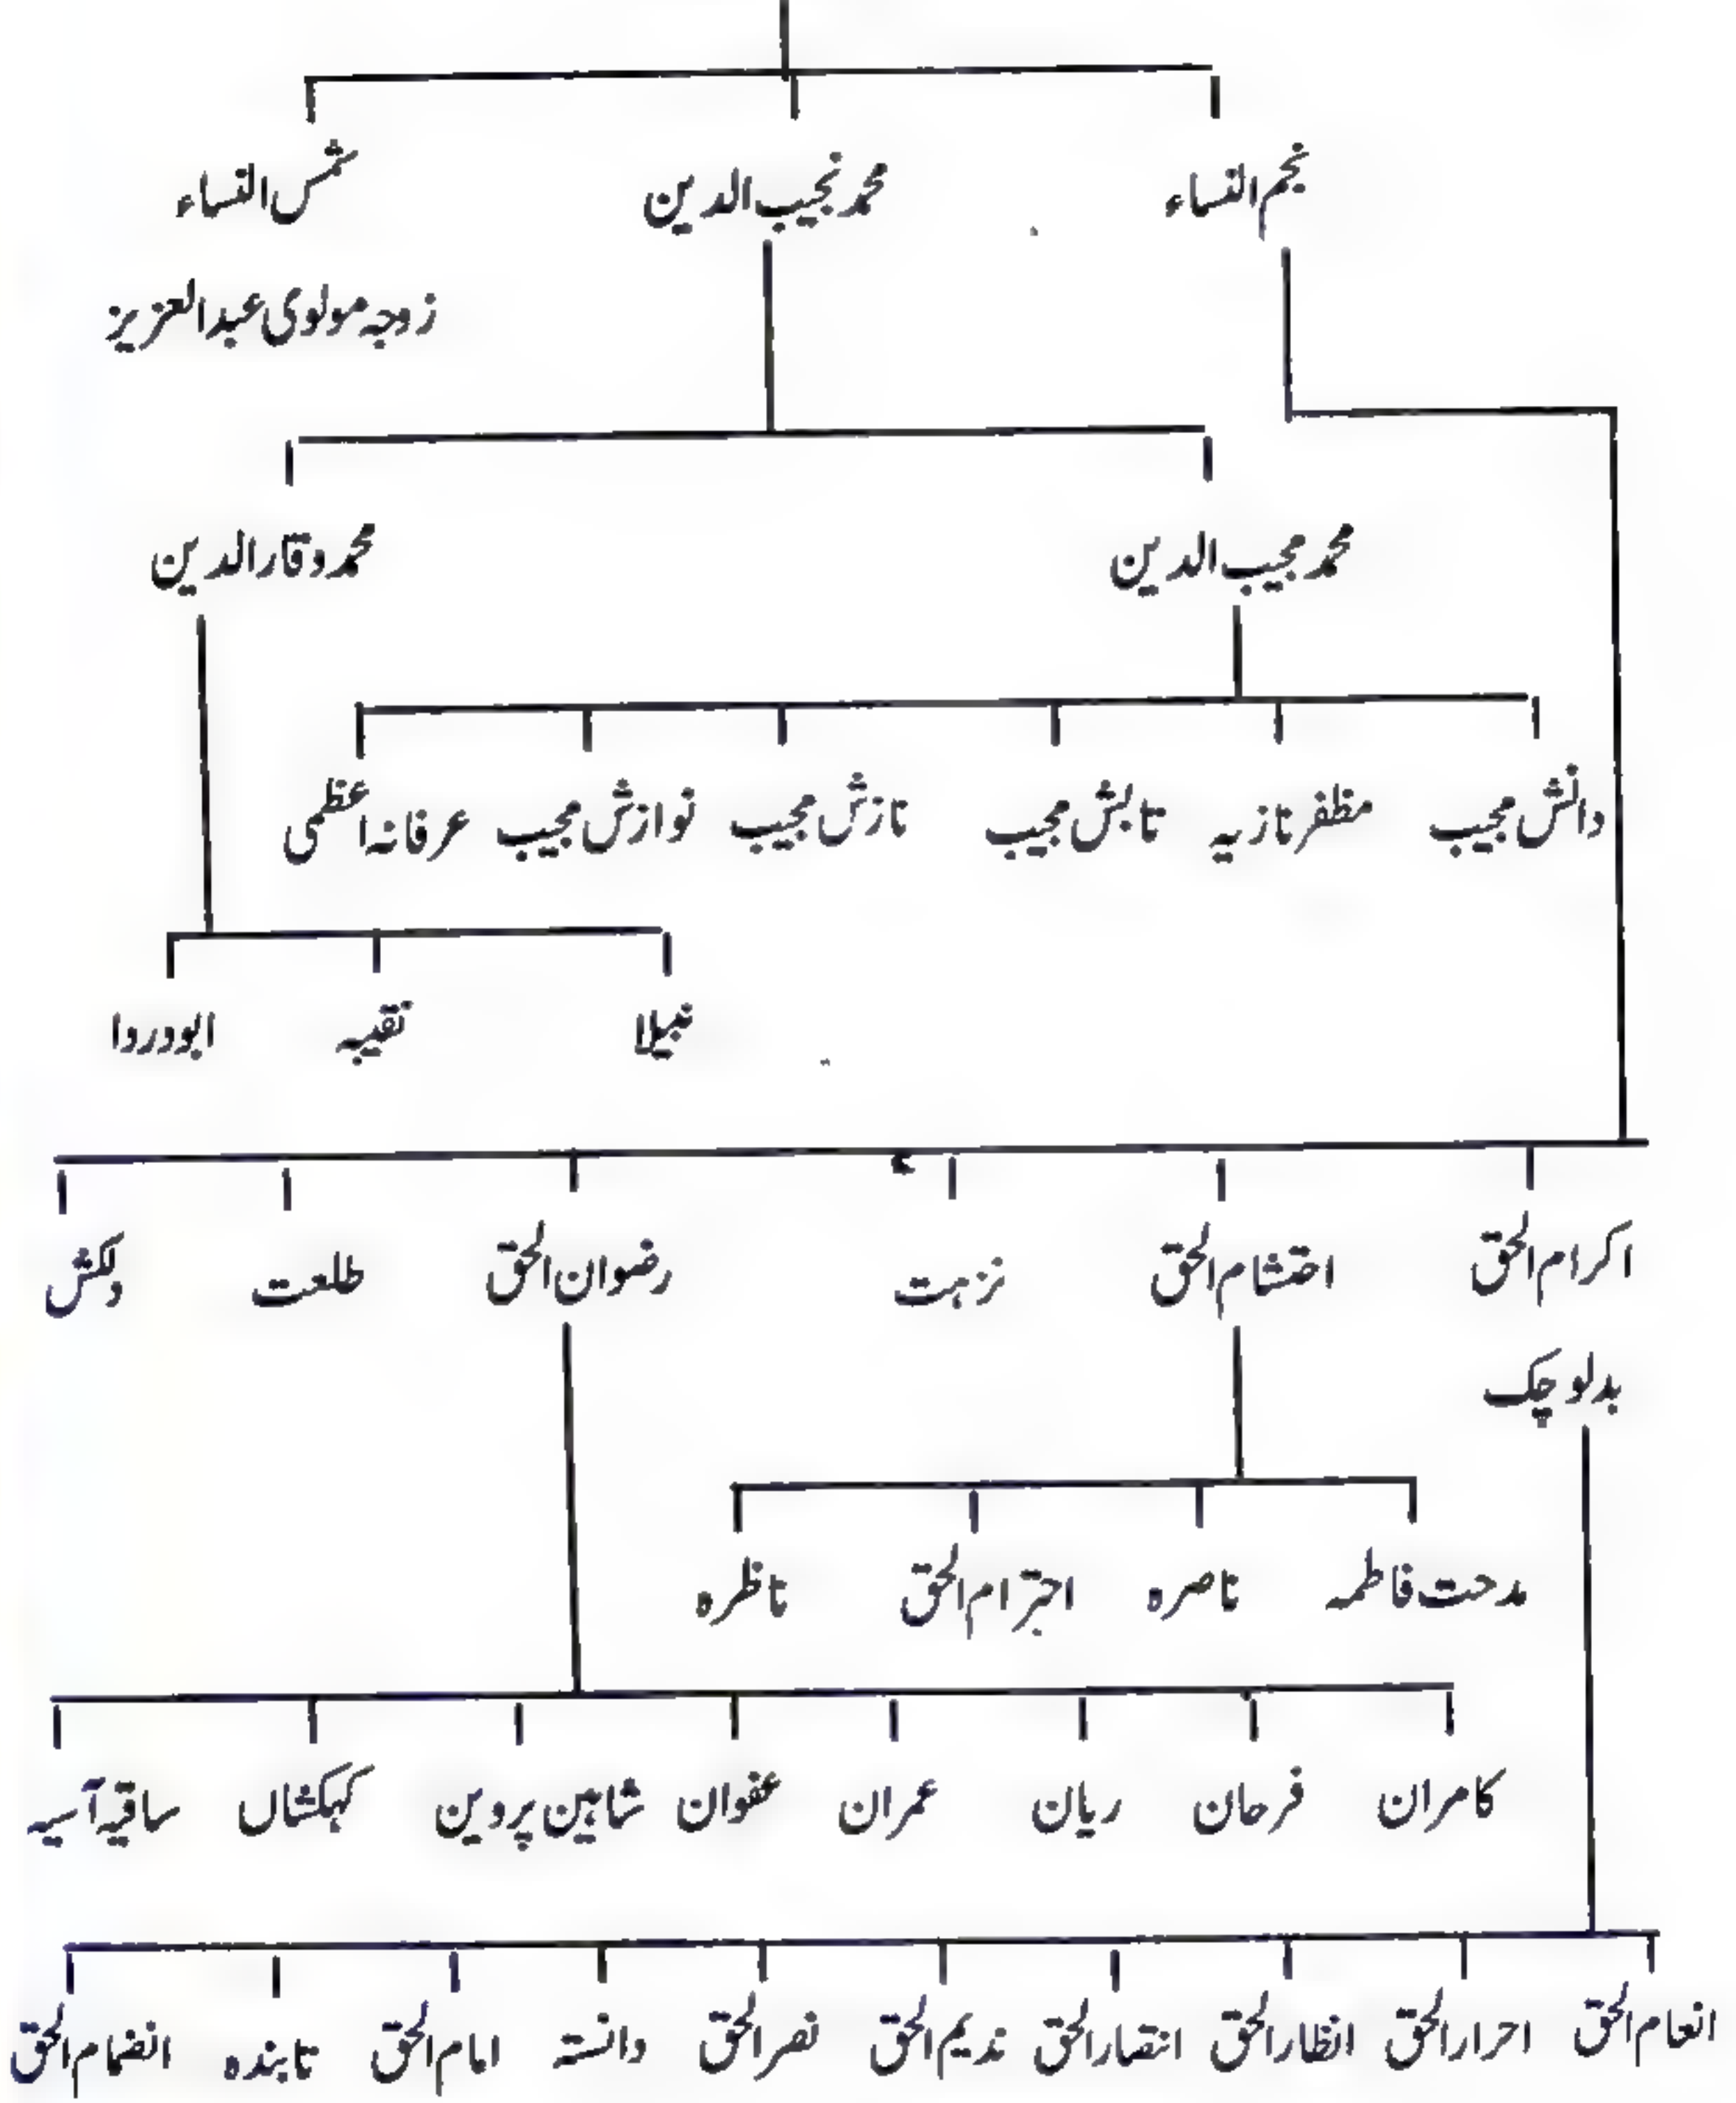 نجم النساء محمد نجیب الدین شمس النساء
زوجہ مولوی عبدالعزیز
محمد مجیب الدین محمد وقار الدین
دانش مجیب مظفر نازیہ تابش مجیب نازش مجیب نوازش مجیب عرفانہ اعظمی
نبیلا نقیبہ ابودردا
اکرام الحق احتشام الحق نزہت رضوان الحق طلعت دلکش
بدلو چک
مدحت فاطمہ ناصرہ احترام الحق ناظرہ
کامران فرحان ریان عمران عفوان شاہین پروین کہکشاں ساقیہ آسیہ
انعام الحق احرار الحق انظار الحق انتصار الحق ندیم الحق نصر الحق دانستہ امام الحق تابندہ انضمام الحق